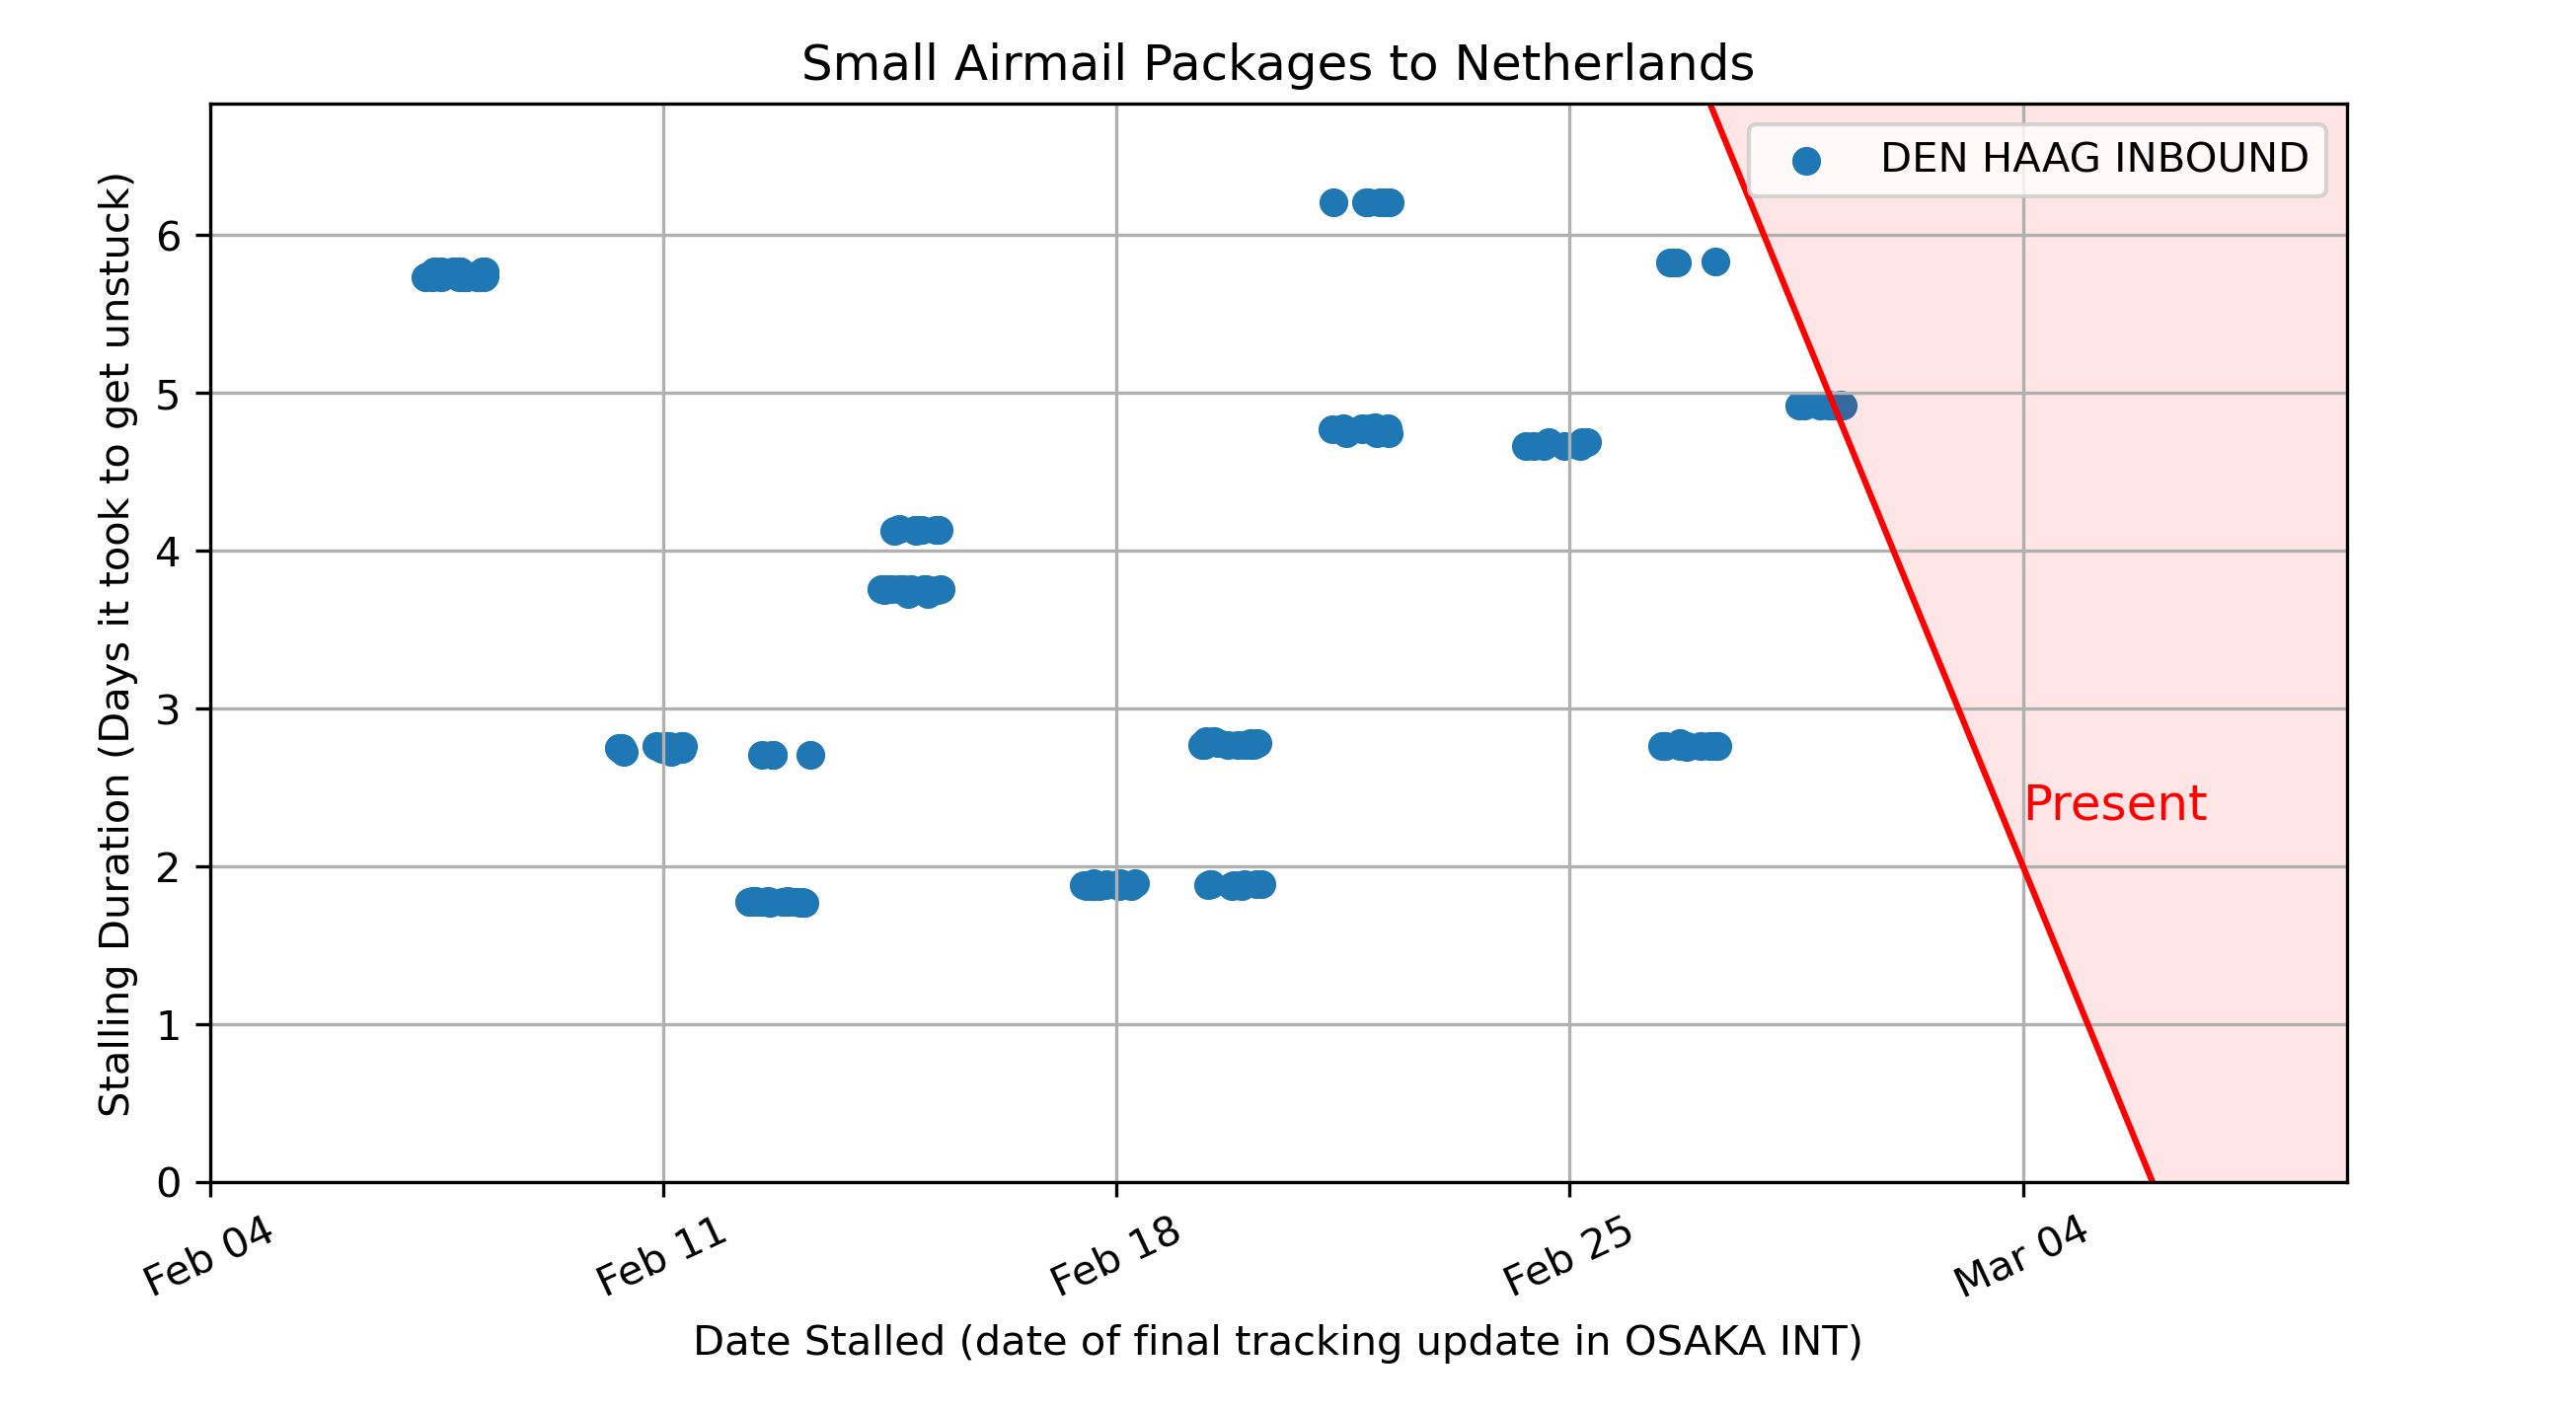 Small Airmail Packages to Netherlands
DEN HAAG INBOUND
Stalling Duration (Days it took to get unstuck)
6
5
4
3
2
1
0
Present
Feb 04
Feb 11
Feb 18
Feb 25
Mar 04
Date Stalled (date of final tracking update in OSAKA INT)